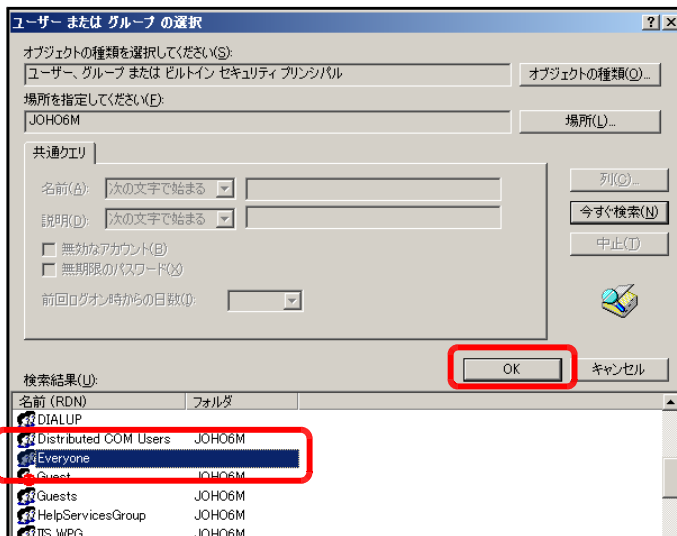 ユーザー または グループ の選択
オブジェクトの種類を選択してください(S):
ユーザー、グループ または ビルトイン セキュリティ プリンシパル
オブジェクトの種類(O)...
場所を指定してください(F):
JOHO6M
場所(L)...
共通クエリ
名前(A): 次の文字で始まる
列(C)...
説明(D): 次の文字で始まる
今すぐ検索(N)
無効なアカウント(B)
中止(T)
無期限のパスワード(X)
前回ログオン時からの日数(I):
OK キャンセル
検索結果(U):
名前 (RDN) フォルダ
DIALUP
Distributed COM Users JOHO6M
Everyone
Guest JOHO6M
Guests JOHO6M
HelpServicesGroup JOHO6M
IIS_WPG JOHO6M